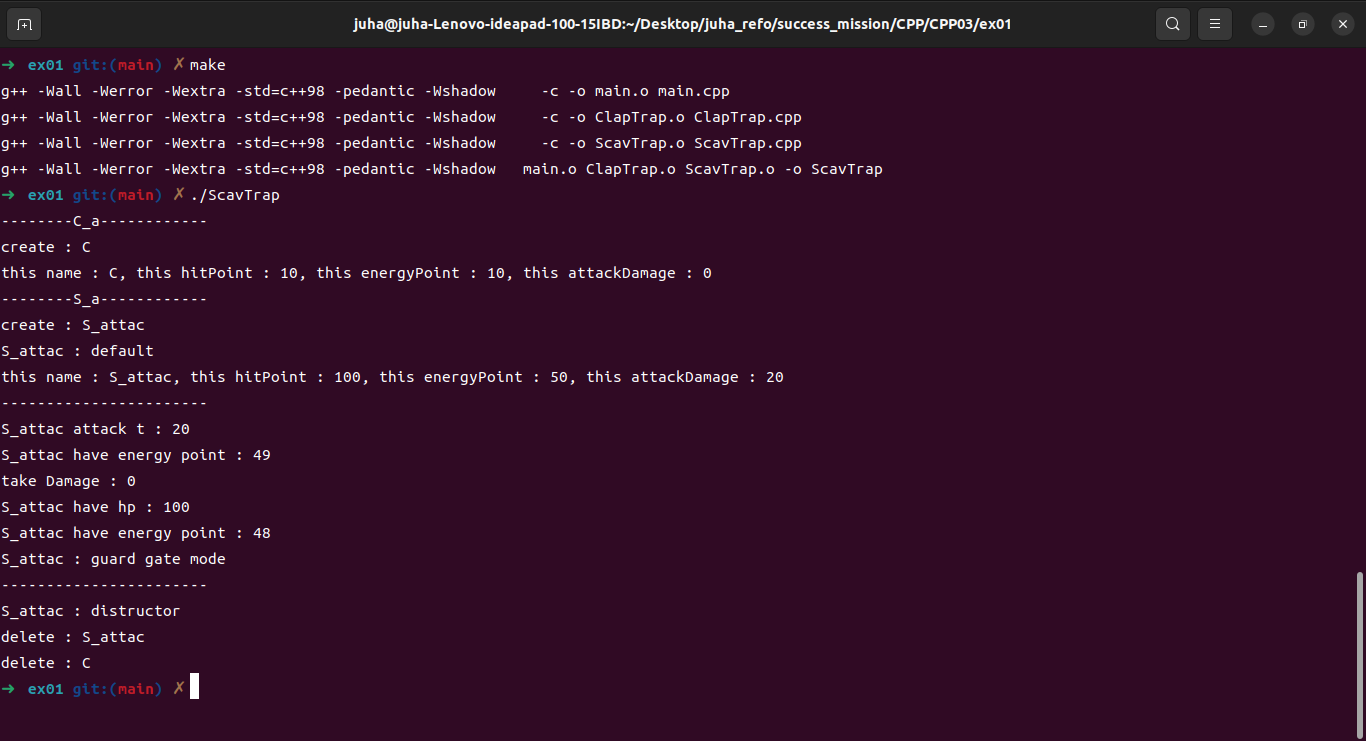 juha@juha-Lenovo-ideapad-100-15IBD:~/Desktop/juha_refo/success_mission/CPP/CPP03/ex01
➜  ex01 git:(main) ✗ make
g++ -Wall -Werror -Wextra -std=c++98 -pedantic -Wshadow     -c -o main.o main.cpp
g++ -Wall -Werror -Wextra -std=c++98 -pedantic -Wshadow     -c -o ClapTrap.o ClapTrap.cpp
g++ -Wall -Werror -Wextra -std=c++98 -pedantic -Wshadow     -c -o ScavTrap.o ScavTrap.cpp
g++ -Wall -Werror -Wextra -std=c++98 -pedantic -Wshadow   main.o ClapTrap.o ScavTrap.o -o ScavTrap
➜  ex01 git:(main) ✗ ./ScavTrap
--------C_a------------
create : C
this name : C, this hitPoint : 10, this energyPoint : 10, this attackDamage : 0
--------S_a------------
create : S_attac
S_attac : default
this name : S_attac, this hitPoint : 100, this energyPoint : 50, this attackDamage : 20
-----------------------
S_attac attack t : 20
S_attac have energy point : 49
take Damage : 0
S_attac have hp : 100
S_attac have energy point : 48
S_attac : guard gate mode
-----------------------
S_attac : distructor
delete : S_attac
delete : C
➜  ex01 git:(main) ✗